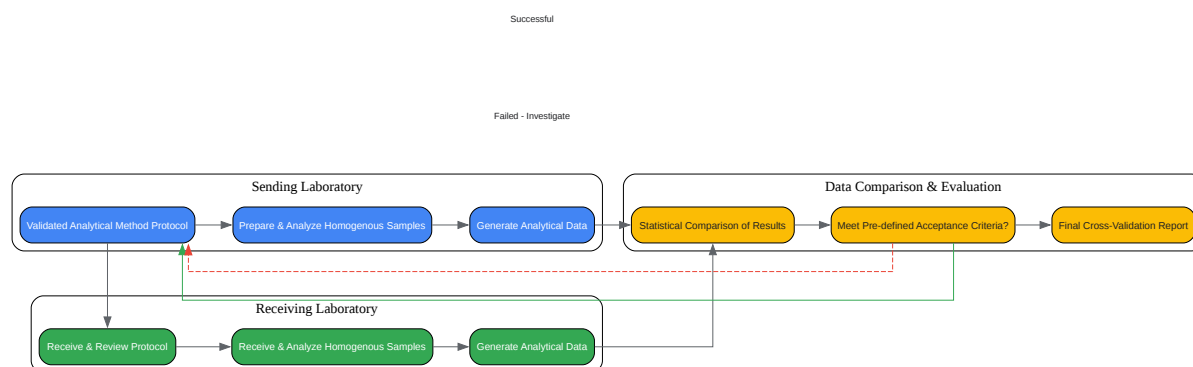 Successful
Failed - Investigate
Sending Laboratory
Validated Analytical Method Protocol
Prepare & Analyze Homogenous Samples
Generate Analytical Data
Data Comparison & Evaluation
Statistical Comparison of Results
Meet Pre-defined Acceptance Criteria?
Final Cross-Validation Report
Receiving Laboratory
Receive & Review Protocol
Receive & Analyze Homogenous Samples
Generate Analytical Data